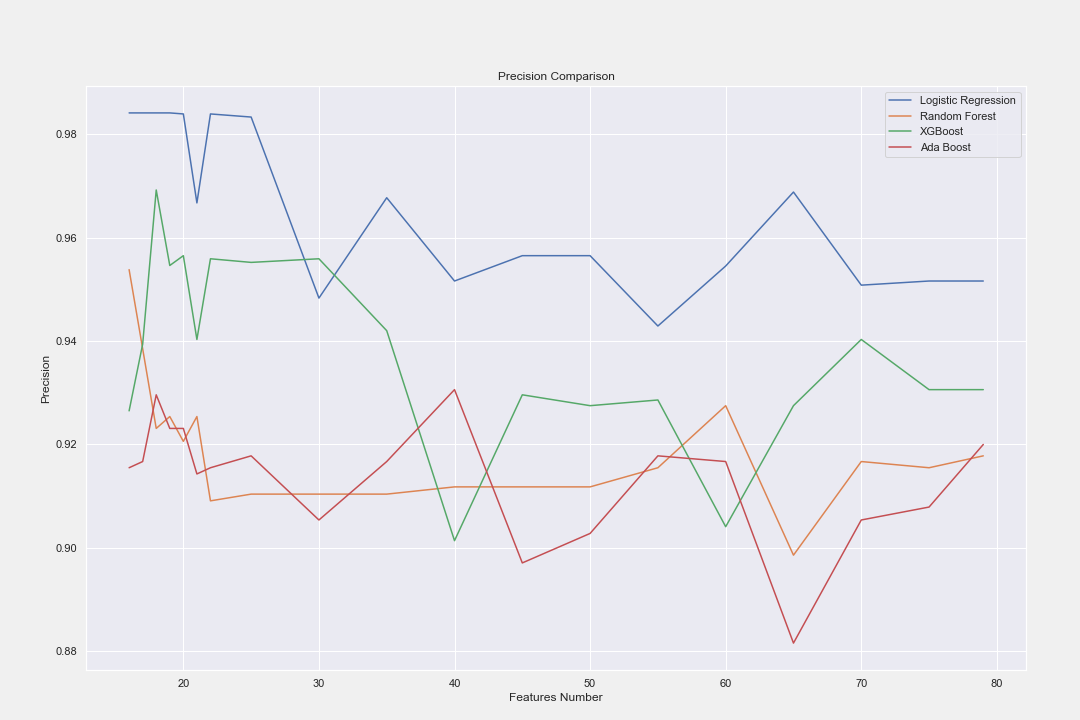 Precision Comparison
Logistic Regression
Random Forest
XGBoost
Ada Boost
0.98
0.96
0.94
0.92
0.90
0.88
Precision
20 30 40 50 60 70 80
Features Number